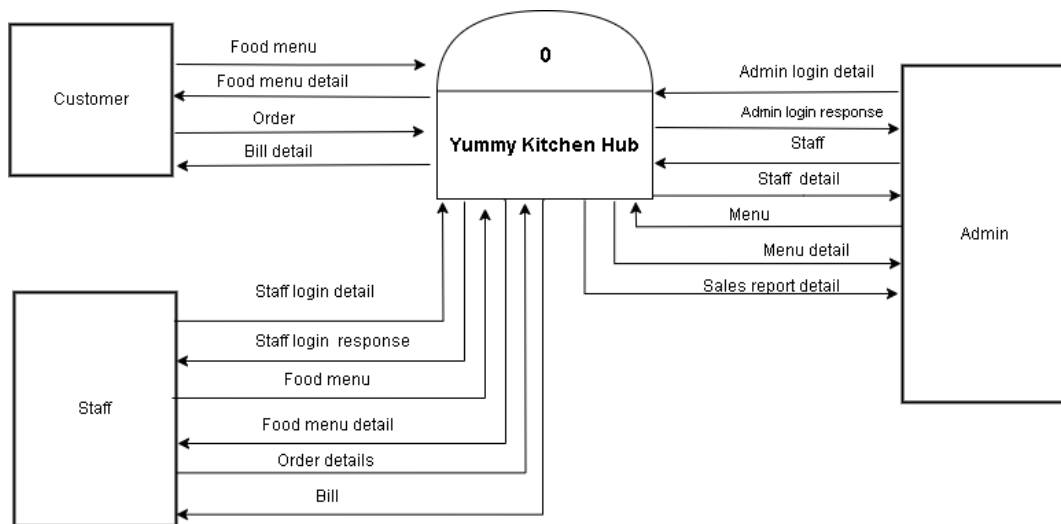 Customer
Food menu
Food menu detail
Order
Bill detail
0
Yummy Kitchen Hub
Admin login detail
Admin login response
Staff
Staff detail
Menu
Menu detail
Sales report detail
Admin
Staff
Staff login detail
Staff login response
Food menu
Food menu detail
Order details
Bill